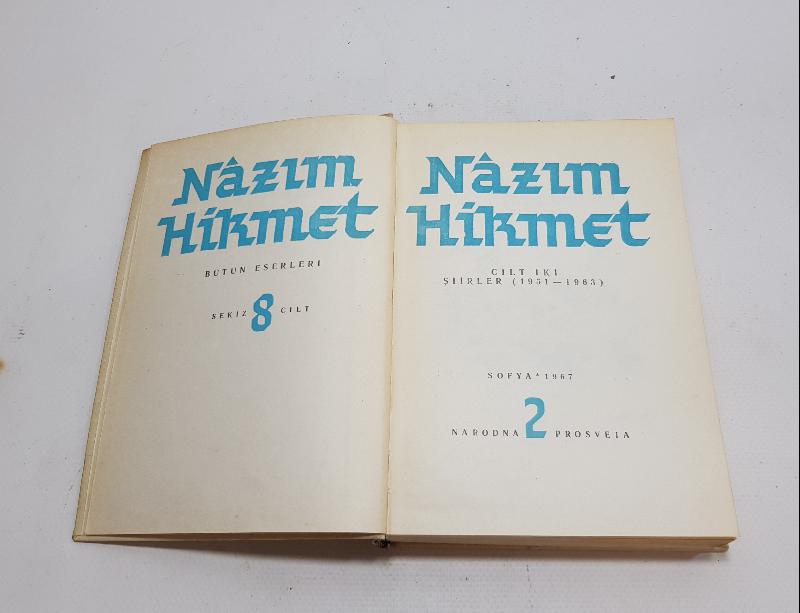 Nâzım
Hikmet
BÜTÜN ESERLERİ
SEKİZ 8 CİLT
Nâzım
Hikmet
CİLT İKİ
ŞİİRLER (1951—1963)
SOFYA * 1967
NARODNA 2 PROSVETA